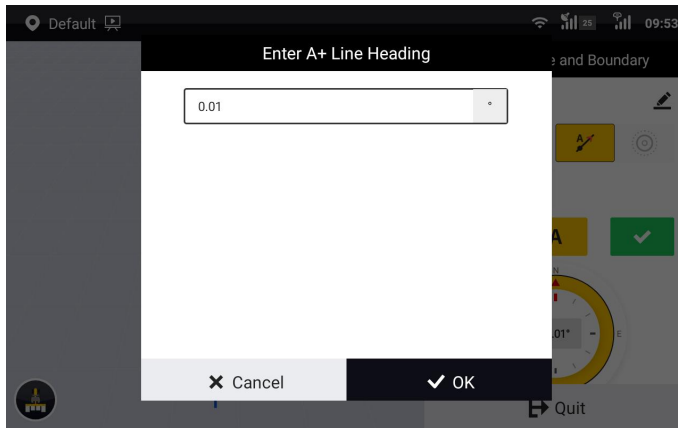 Default
25
09:53
Enter A+ Line Heading
e and Boundary
0.01
°
A
A
N
.01°
E
Cancel
OK
Quit